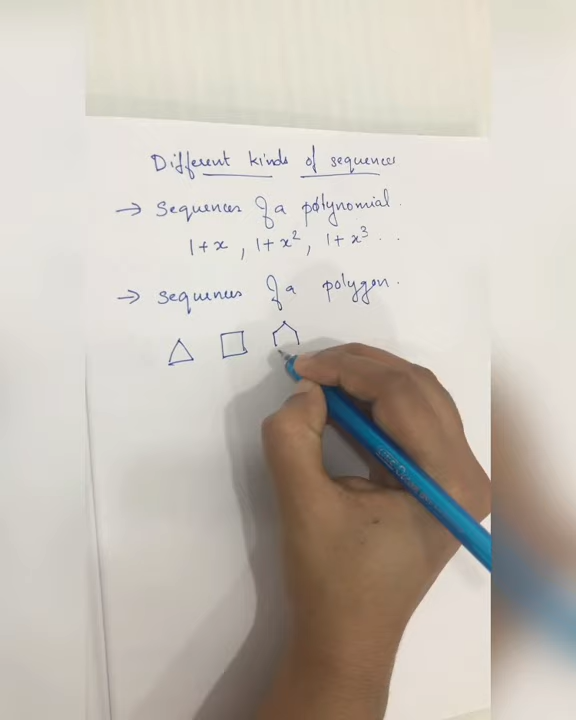 Different kinds of sequences
→ Sequences of a polynomial.
1+x, 1+x², 1+x³ . .
→ sequences of a polygon.